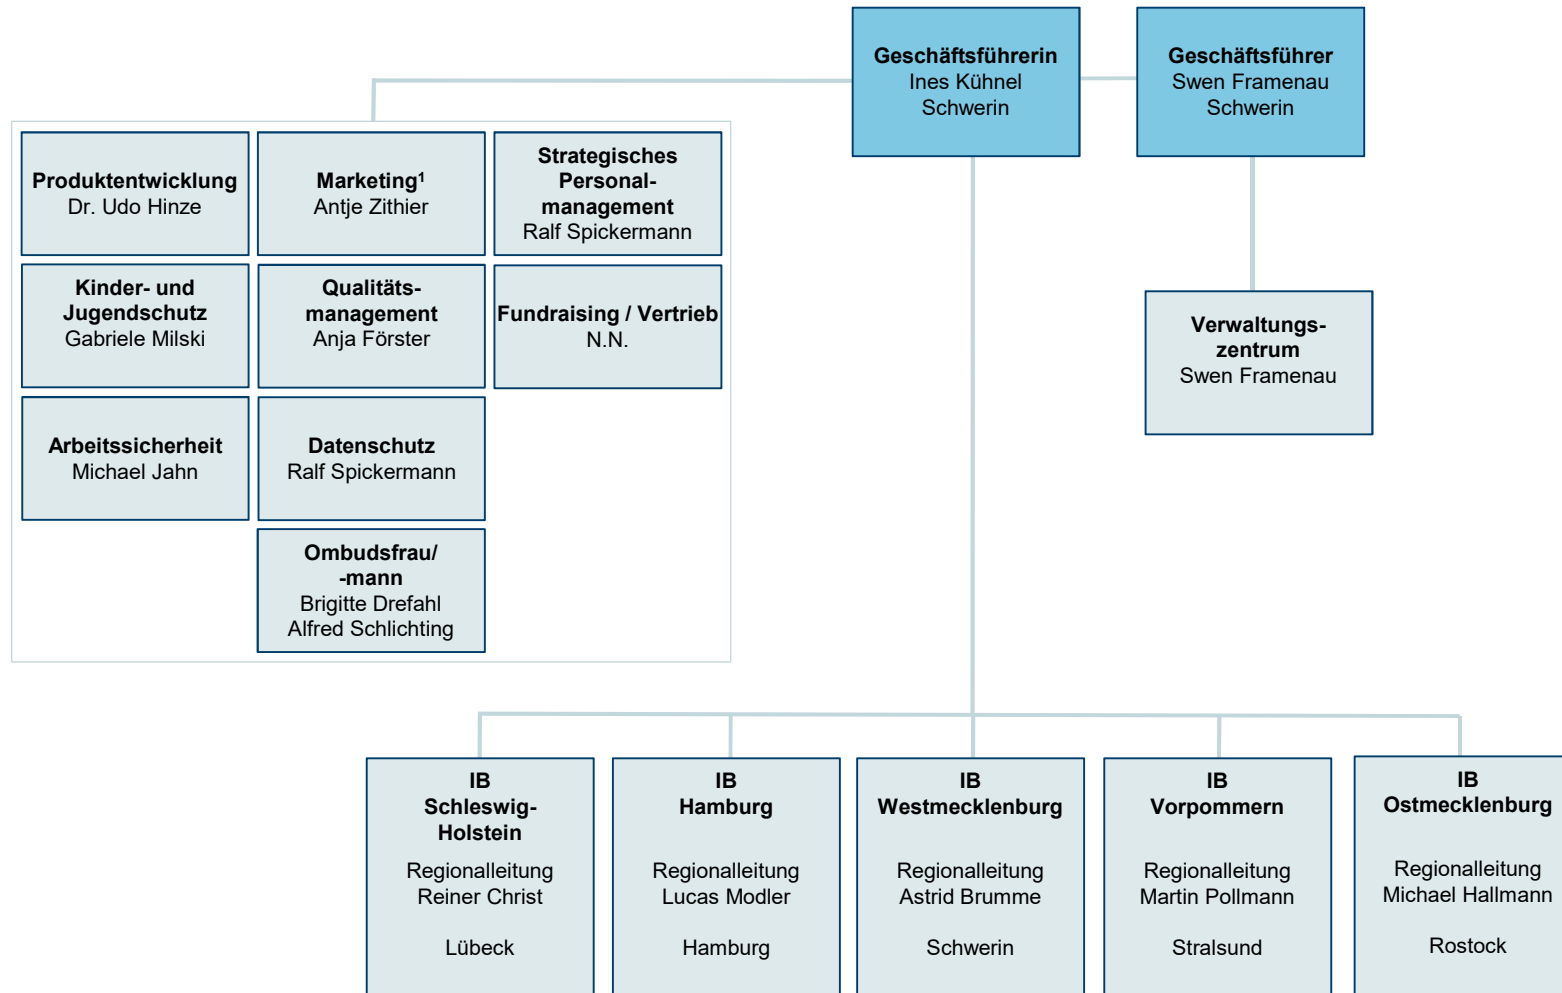 Geschäftsführerin
Ines Kühnel
Schwerin
Geschäftsführer
Swen Framenau
Schwerin
Produktentwicklung
Dr. Udo Hinze
Marketing¹
Antje Zithier
Strategisches
Personal-
management
Ralf Spickermann
Kinder- und
Jugendschutz
Gabriele Milski
Qualitäts-
management
Anja Förster
Fundraising / Vertrieb
N.N.
Verwaltungs-
zentrum
Swen Framenau
Arbeitssicherheit
Michael Jahn
Datenschutz
Ralf Spickermann
Ombudsfrau/
-mann
Brigitte Drefahl
Alfred Schlichting
IB
Schleswig-
Holstein
Regionalleitung
Reiner Christ
Lübeck
IB
Hamburg
Regionalleitung
Lucas Modler
Hamburg
IB
Westmecklenburg
Regionalleitung
Astrid Brumme
Schwerin
IB
Vorpommern
Regionalleitung
Martin Pollmann
Stralsund
IB
Ostmecklenburg
Regionalleitung
Michael Hallmann
Rostock